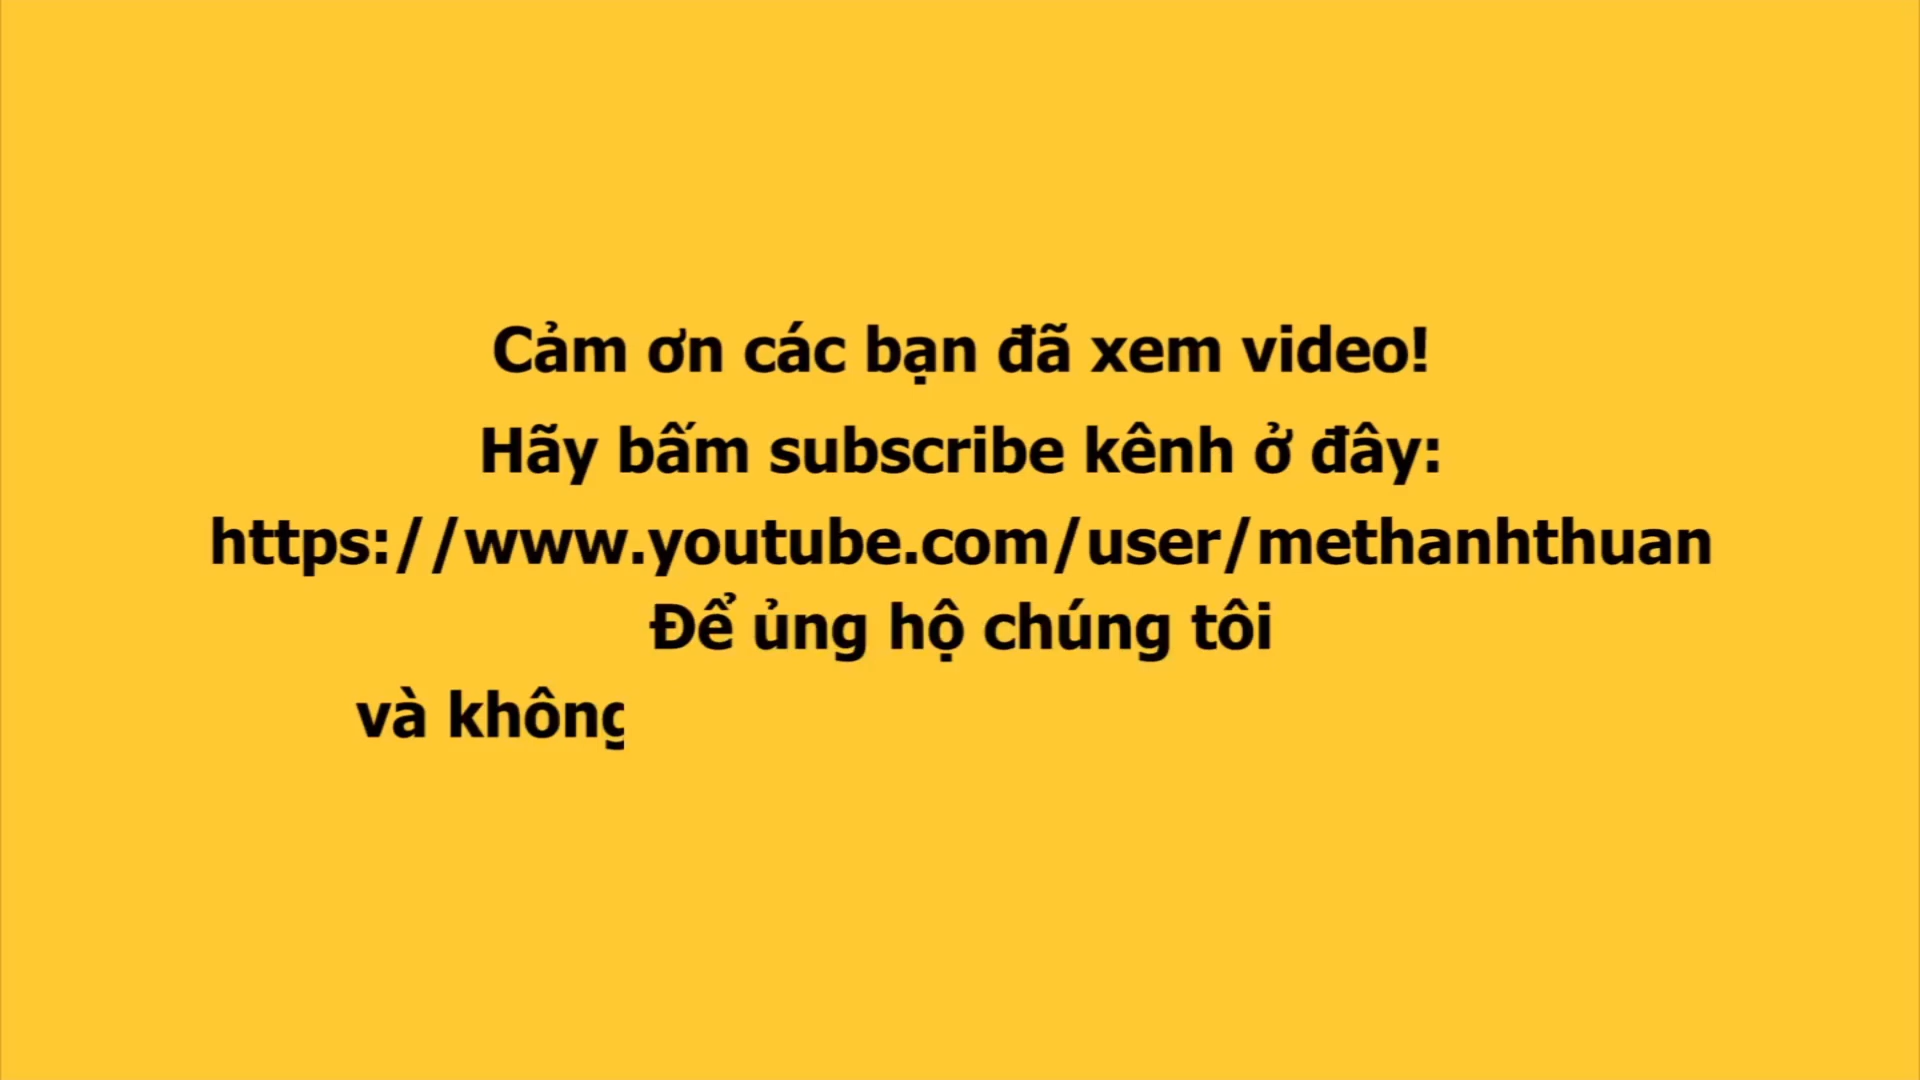 Cảm ơn các bạn đã xem video!
Hãy bấm subscribe kênh ở đây:
https://www.youtube.com/user/methanhthuan
Để ủng hộ chúng tôi
và không